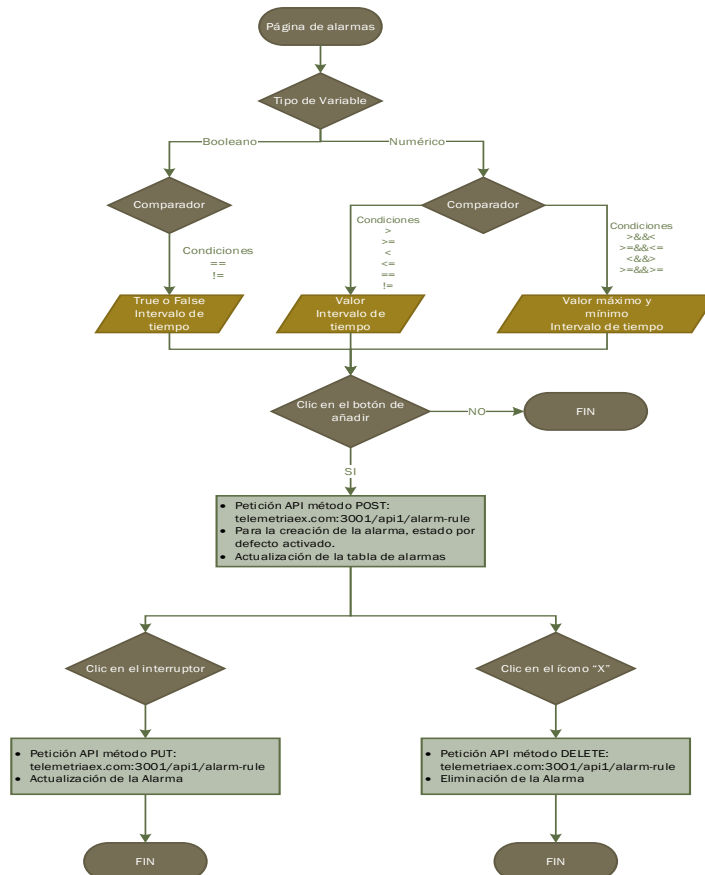 Página de alarmas
Tipo de Variable
Booleano
Numérico
Comparador
Comparador
Condiciones
==
!=
Condiciones
>
>=
<
<=
==
!=
Condiciones
>&&<
>=&&<=
<&&>
>=&&>=
True o False
Intervalo de
tiempo
Valor
Intervalo de
tiempo
Valor máximo y
mínimo
Intervalo de tiempo
Clic en el botón de
añadir
NO
FIN
SI
• Petición API método POST:
telemetriaex.com:3001/api1/alarm-rule
• Para la creación de la alarma, estado por
defecto activado.
• Actualización de la tabla de alarmas
Clic en el interruptor
Clic en el ícono “X”
• Petición API método PUT:
telemetriaex.com:3001/api1/alarm-rule
• Actualización de la Alarma
• Petición API método DELETE:
telemetriaex.com:3001/api1/alarm-rule
• Eliminación de la Alarma
FIN
FIN